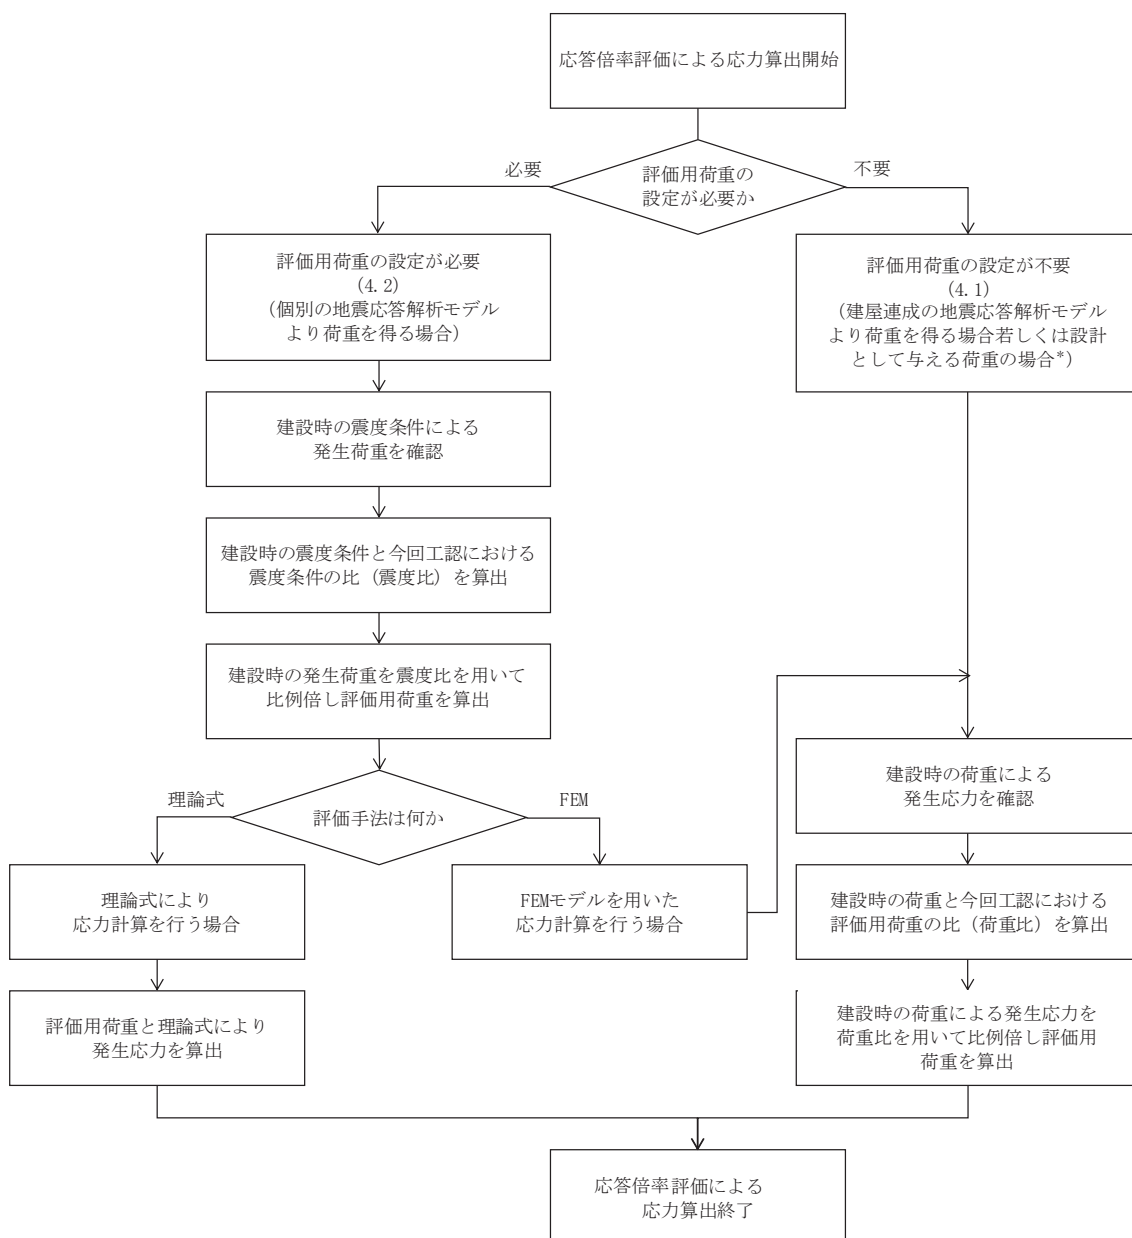 応答倍率評価による応力算出開始
評価用荷重の
設定が必要か
必要
不要
評価用荷重の設定が必要
(4.2)
（個別の地震応答解析モデル
より荷重を得る場合）
評価用荷重の設定が不要
(4.1)
（建屋連成の地震応答解析モデル
より荷重を得る場合若しくは設計
として与える荷重の場合*）
建設時の震度条件による
発生荷重を確認
建設時の震度条件と今回工認における
震度条件の比（震度比）を算出
建設時の発生荷重を震度比を用いて
比例倍し評価用荷重を算出
評価手法は何か
理論式
FEM
理論式により
応力計算を行う場合
FEMモデルを用いた
応力計算を行う場合
評価用荷重と理論式により
発生応力を算出
建設時の荷重による
発生応力を確認
建設時の荷重と今回工認における
評価用荷重の比（荷重比）を算出
建設時の荷重による発生応力を
荷重比を用いて比例倍し評価用
荷重を算出
応答倍率評価による
応力算出終了